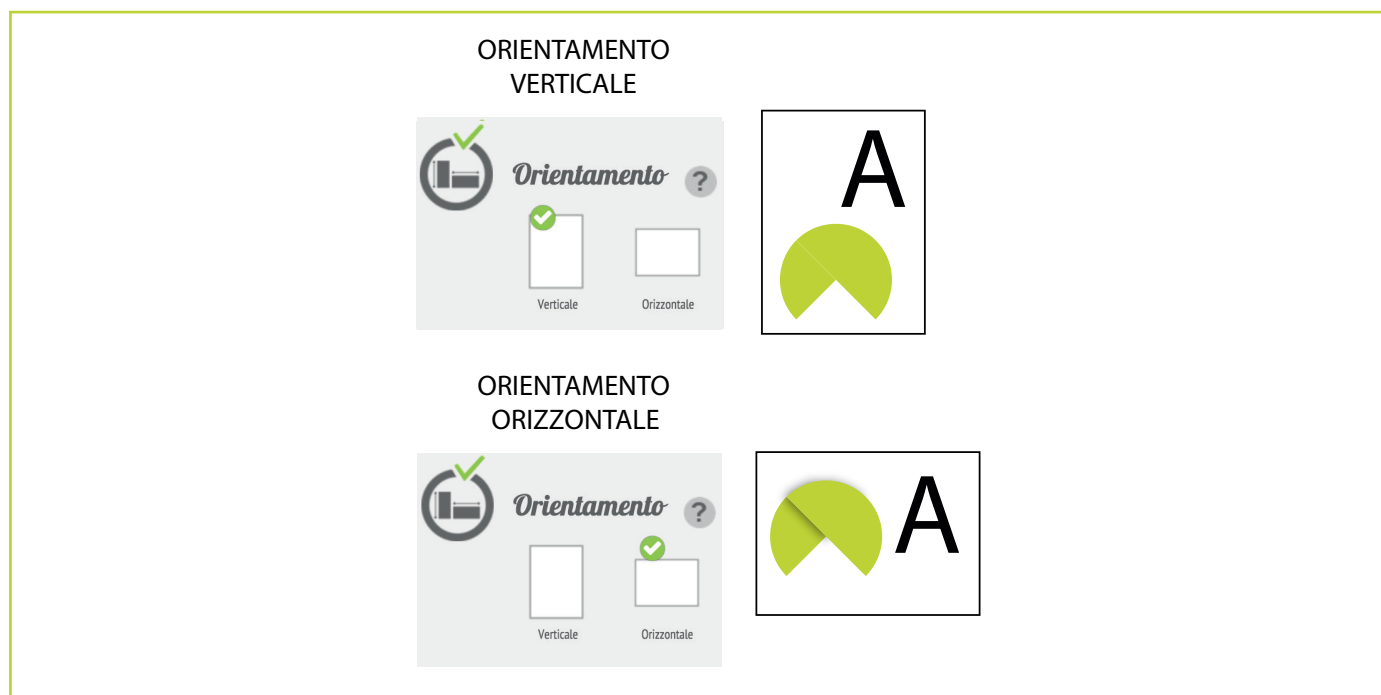 ORIENTAMENTO
VERTICALE
Orientamento ?
Verticale Orizzontale
A
ORIENTAMENTO
ORIZZONTALE
Orientamento ?
Verticale Orizzontale
A